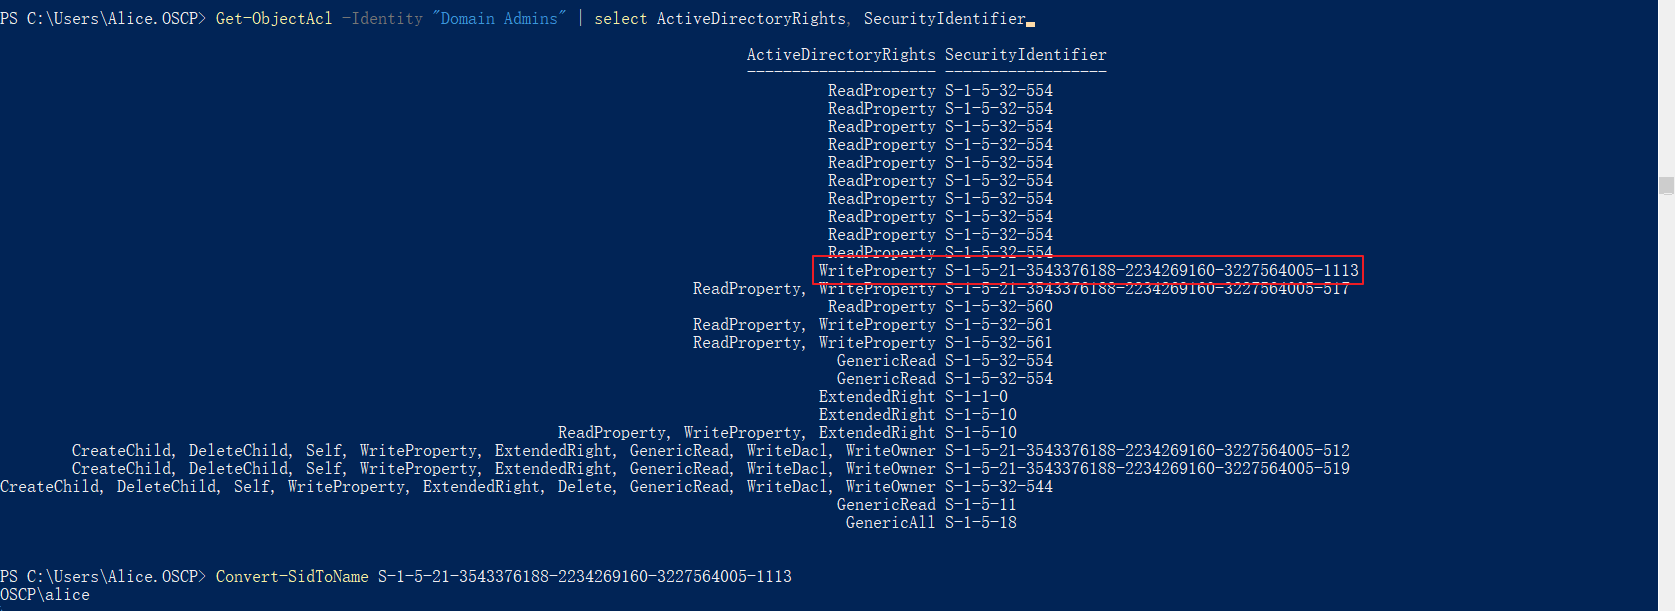 PS C:\Users\Alice.OSCP> Get-ObjectAcl -Identity "Domain Admins" | select ActiveDirectoryRights, SecurityIdentifier
ActiveDirectoryRights SecurityIdentifier
--------------------- ------------------
ReadProperty S-1-5-32-554
ReadProperty S-1-5-32-554
ReadProperty S-1-5-32-554
ReadProperty S-1-5-32-554
ReadProperty S-1-5-32-554
ReadProperty S-1-5-32-554
ReadProperty S-1-5-32-554
ReadProperty S-1-5-32-554
ReadProperty S-1-5-32-554
ReadProperty S-1-5-32-554
WriteProperty S-1-5-21-3543376188-2234269160-3227564005-1113
ReadProperty, WriteProperty S-1-5-21-3543376188-2234269160-3227564005-517
ReadProperty S-1-5-32-560
ReadProperty, WriteProperty S-1-5-32-561
ReadProperty, WriteProperty S-1-5-32-561
GenericRead S-1-5-32-554
GenericRead S-1-5-32-554
ExtendedRight S-1-1-0
ExtendedRight S-1-5-10
ReadProperty, WriteProperty, ExtendedRight S-1-5-10
CreateChild, DeleteChild, Self, WriteProperty, ExtendedRight, GenericRead, WriteDacl, WriteOwner S-1-5-21-3543376188-2234269160-3227564005-512
CreateChild, DeleteChild, Self, WriteProperty, ExtendedRight, GenericRead, WriteDacl, WriteOwner S-1-5-21-3543376188-2234269160-3227564005-519
CreateChild, DeleteChild, Self, WriteProperty, ExtendedRight, Delete, GenericRead, WriteDacl, WriteOwner S-1-5-32-544
GenericRead S-1-5-11
GenericAll S-1-5-18
PS C:\Users\Alice.OSCP> Convert-SidToName S-1-5-21-3543376188-2234269160-3227564005-1113
OSCP\alice